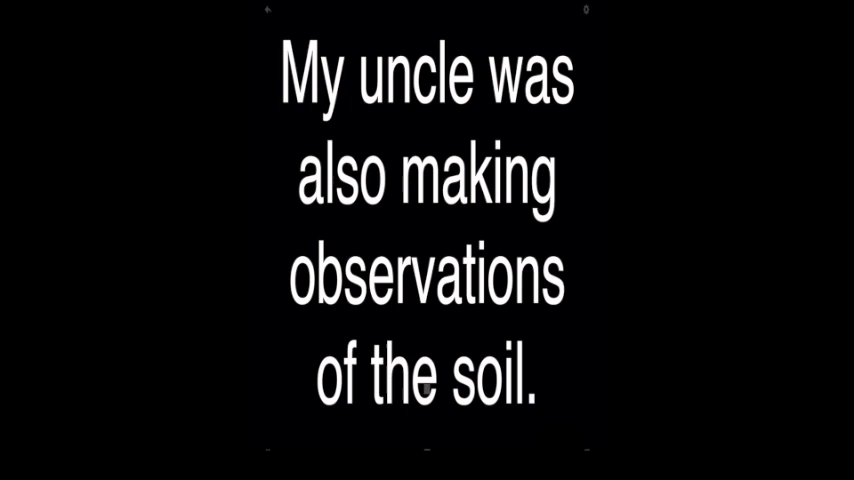 My uncle was
also making
observations
of the soil.